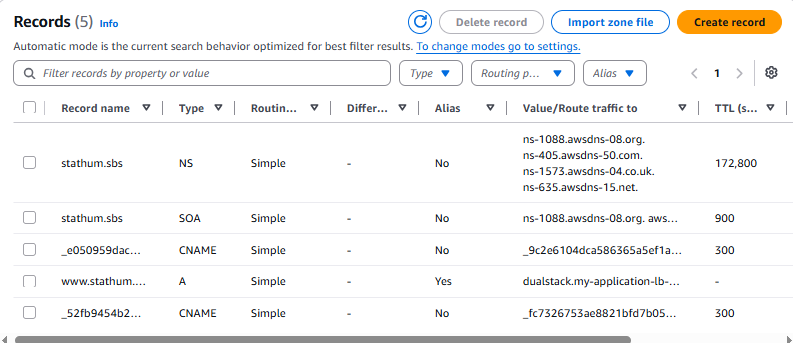 Records (5) Info
Delete record
Import zone file
Create record
Automatic mode is the current search behavior optimized for best filter results. To change modes go to settings.
Filter records by property or value
Type
Routing p...
Alias
1
Record name Type Routin... Differ... Alias Value/Route traffic to TTL (s...
ns-1088.awsdns-08.org.
ns-405.awsdns-50.com.
stathum.sbs NS Simple - No 172,800
ns-1573.awsdns-04.co.uk.
ns-635.awsdns-15.net.
stathum.sbs SOA Simple - No ns-1088.awsdns-08.org. aws... 900
_e050959dac... CNAME Simple - No _9c2e6104dca586365a5ef1a... 300
www.stathum.... A Simple - Yes dualstack.my-application-lb-... -
_52fb9454b2... CNAME Simple - No _fc7326753ae8821bfd7b05... 300